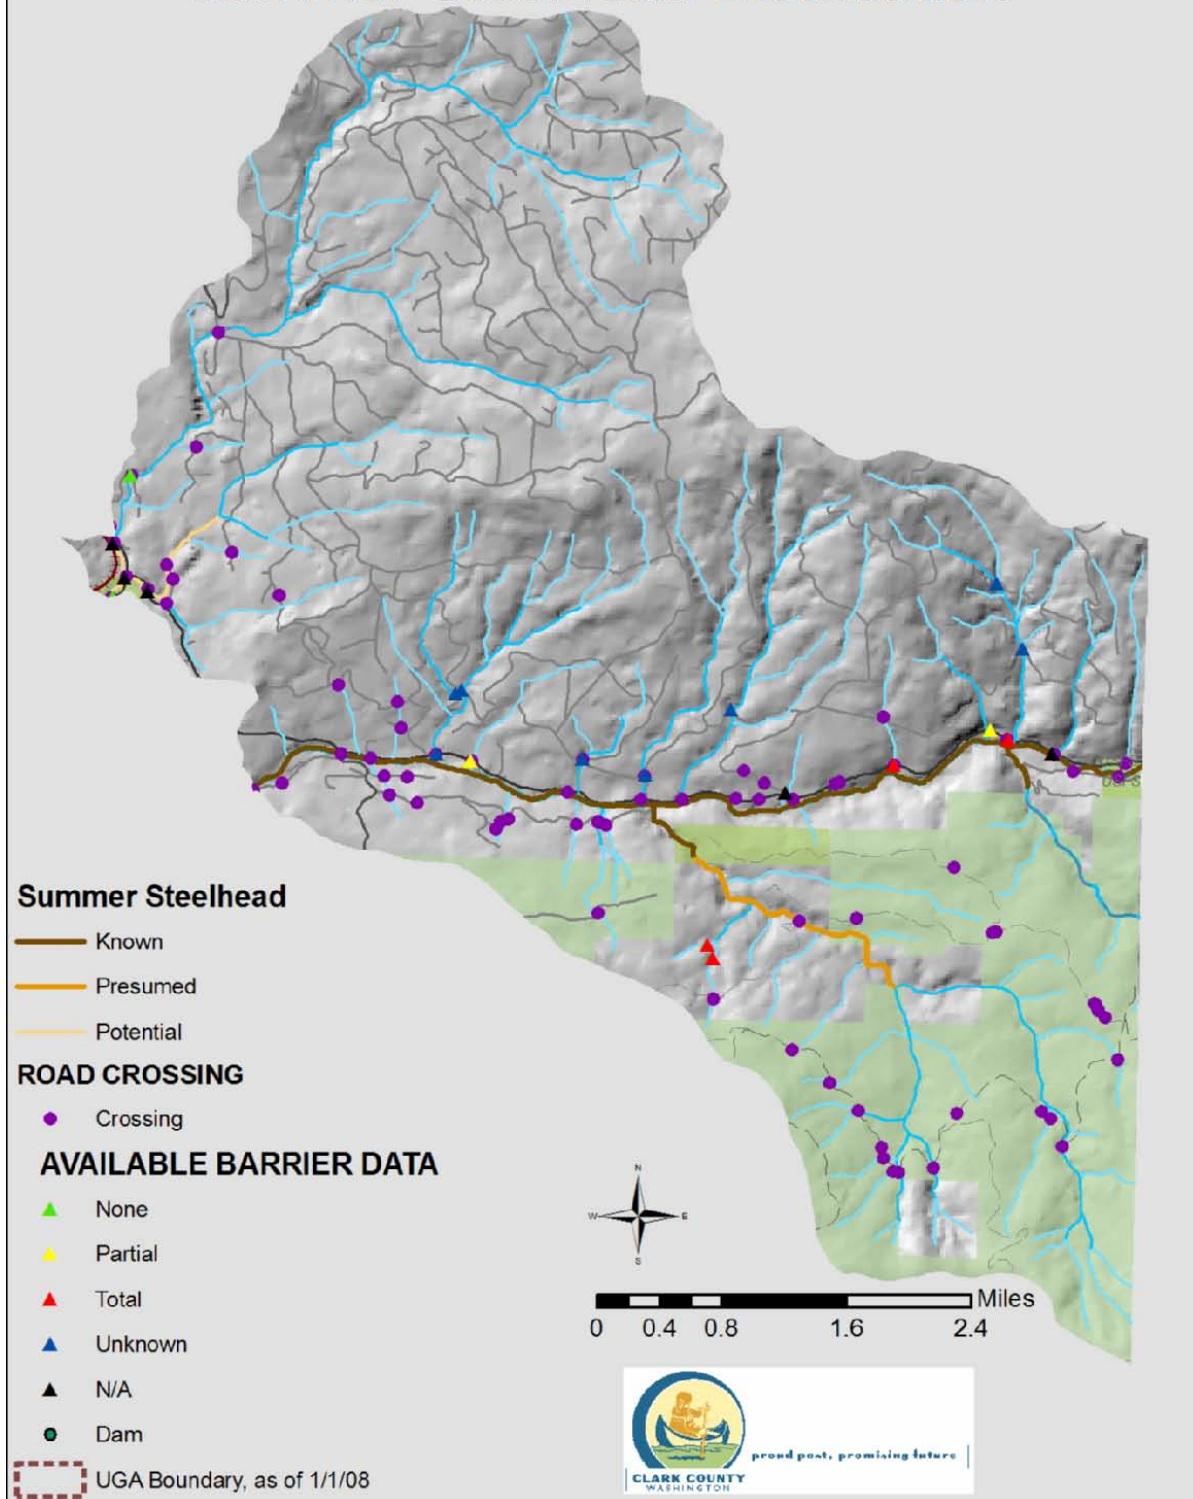 Summer Steelhead
Known
Presumed
Potential
ROAD CROSSING
Crossing
AVAILABLE BARRIER DATA
None
Partial
Total
Unknown
N/A
Dam
UGA Boundary, as of 1/1/08
N
W E
S
Miles
0 0.4 0.8 1.6 2.4
proud past, promising future
CLARK COUNTY
WASHINGTON